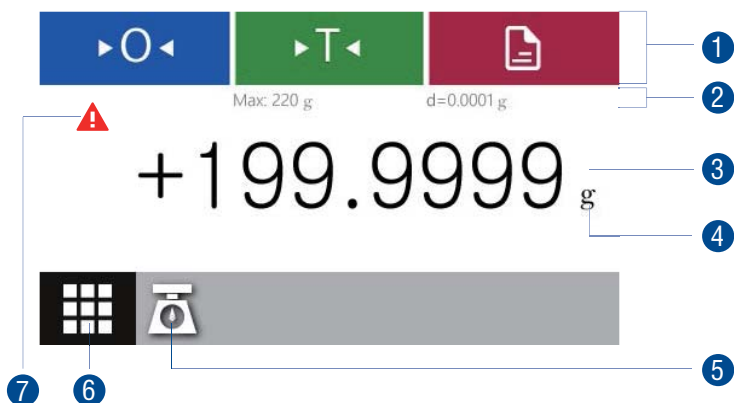 ▸O◂ ▸T◂ 1
Max: 220 g d=0.0001 g 2
+199.9999 g 3
4
5
7 6